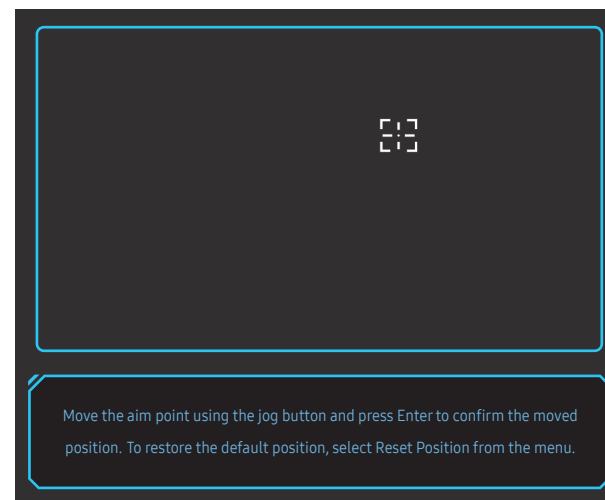 Move the aim point using the jog button and press Enter to confirm the moved
position. To restore the default position, select Reset Position from the menu.